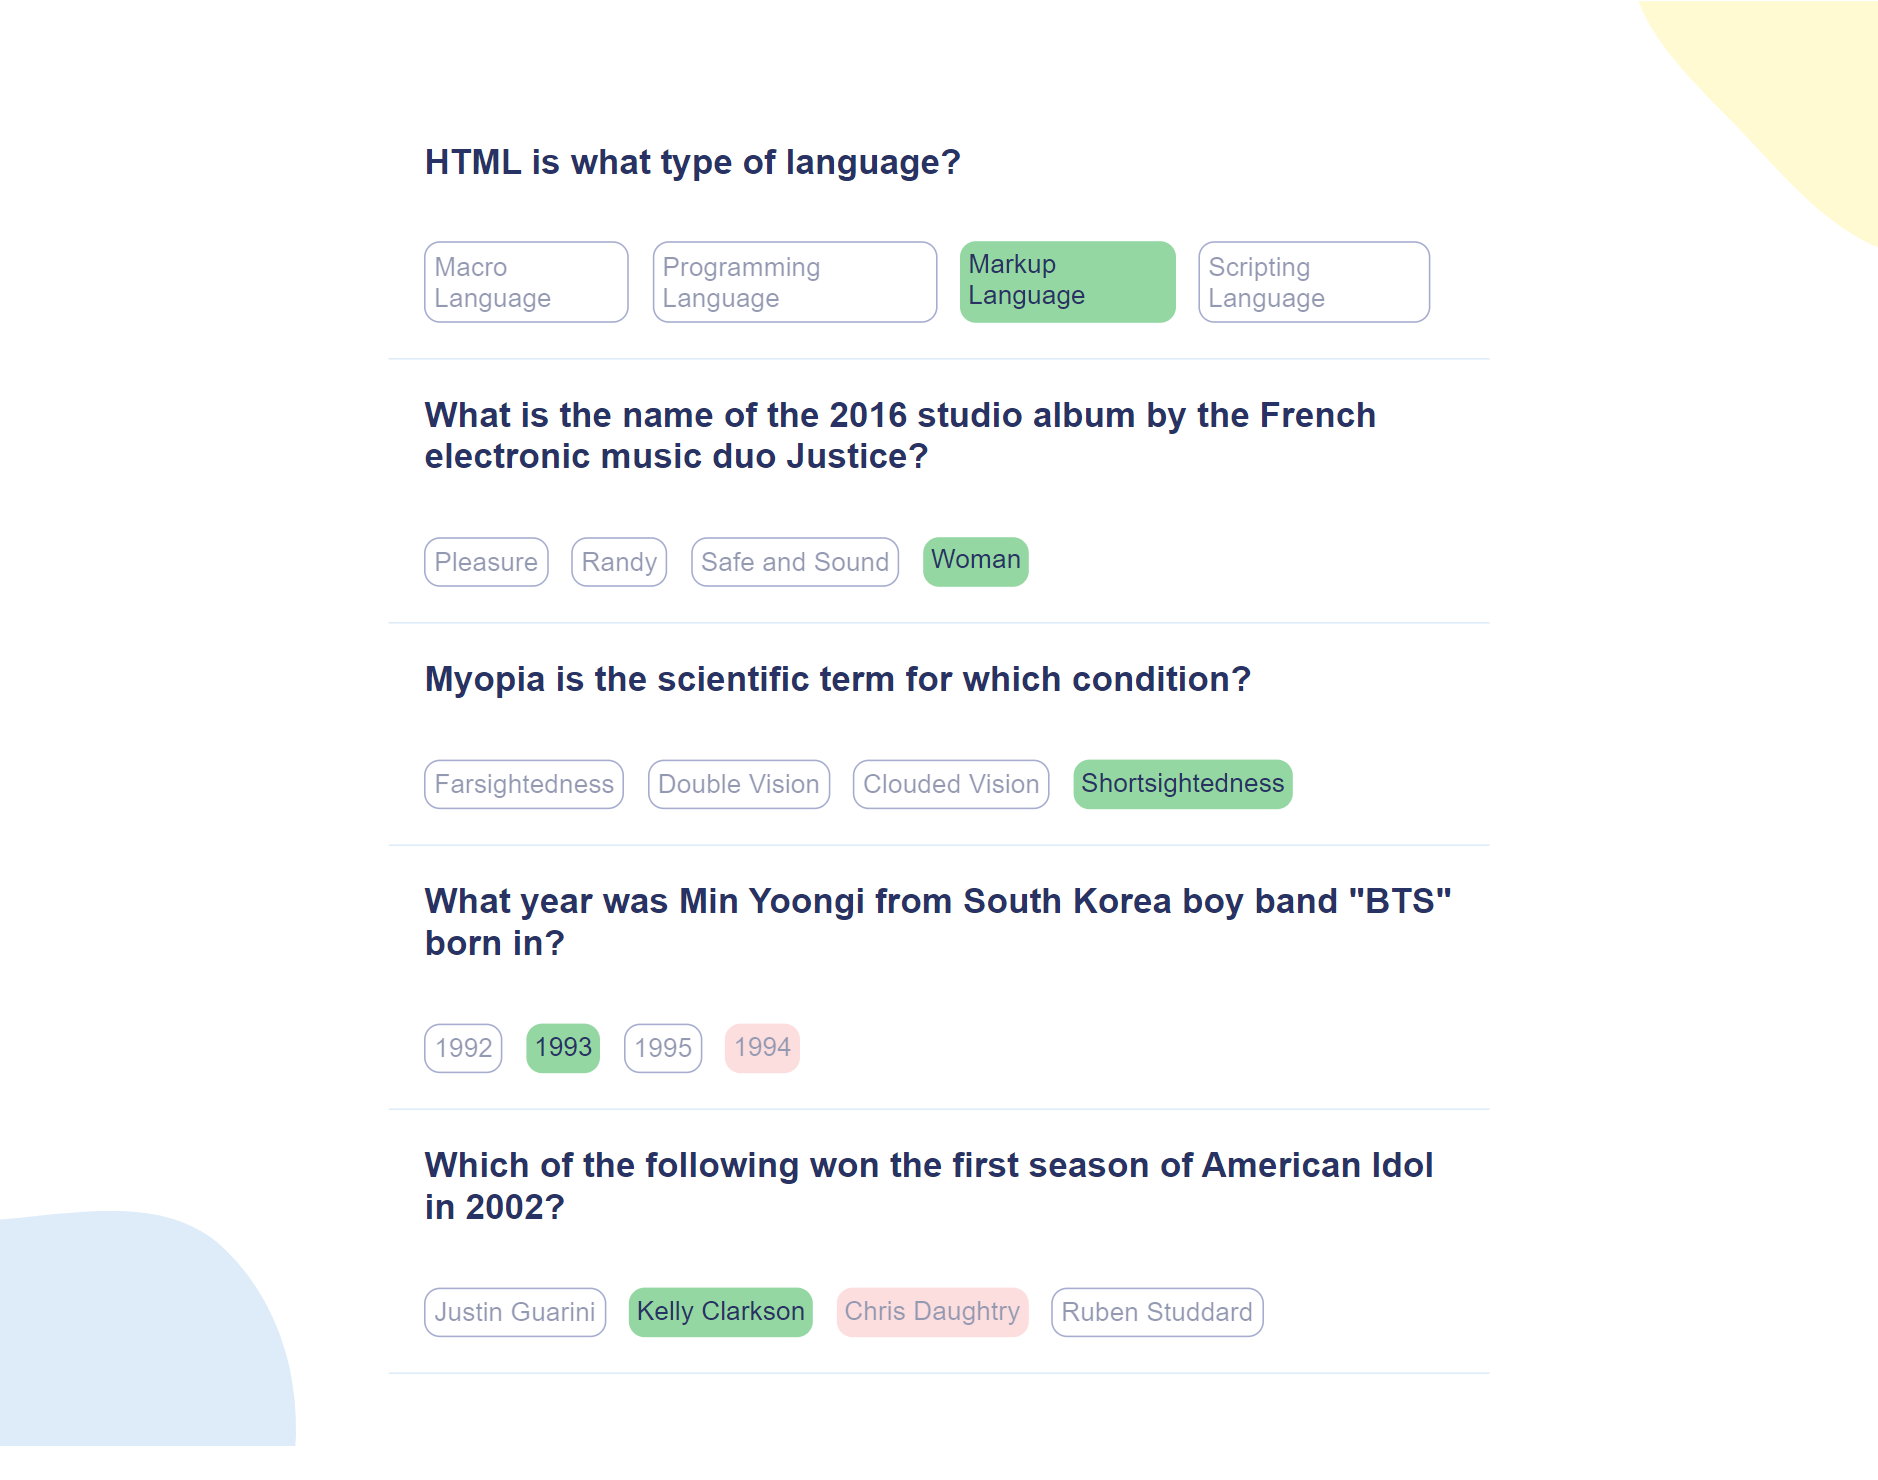 HTML is what type of language?
Macro
Language
Programming
Language
Markup
Language
Scripting
Language
What is the name of the 2016 studio album by the French
electronic music duo Justice?
Pleasure
Randy
Safe and Sound
Woman
Myopia is the scientific term for which condition?
Farsightedness
Double Vision
Clouded Vision
Shortsightedness
What year was Min Yoongi from South Korea boy band "BTS"
born in?
1992
1993
1995
1994
Which of the following won the first season of American Idol
in 2002?
Justin Guarini
Kelly Clarkson
Chris Daughtry
Ruben Studdard